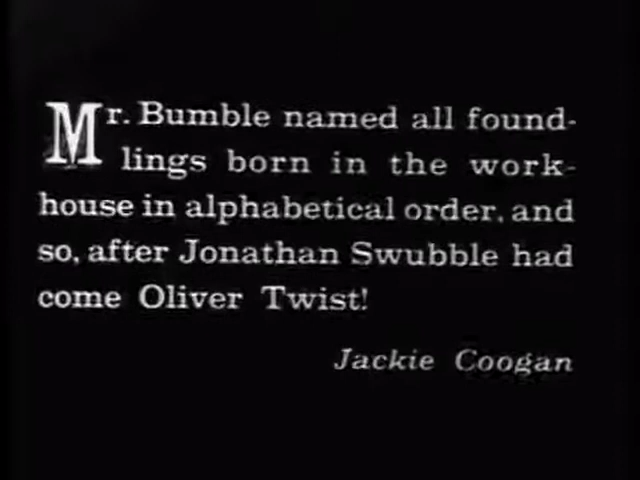 Mr. Bumble named all found-
lings born in the work-
house in alphabetical order, and
so, after Jonathan Swubble had
come Oliver Twist!
Jackie Coogan